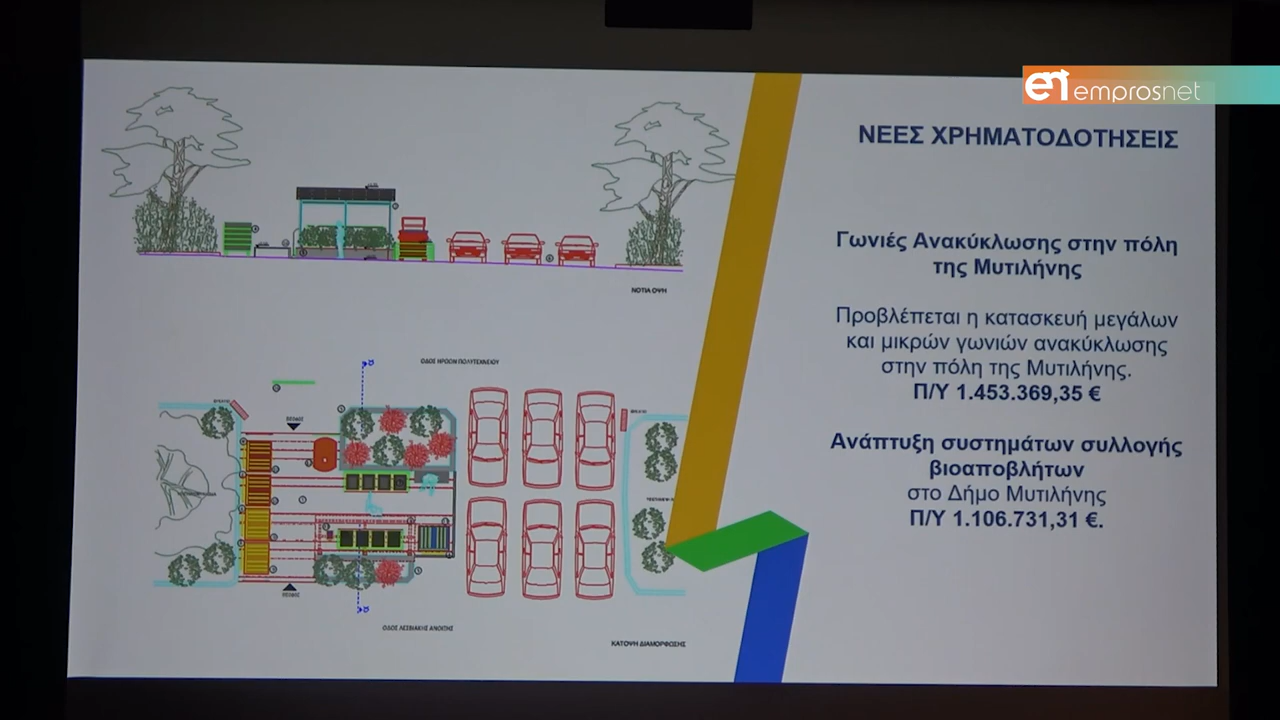 emprosnet
ΝΕΕΣ ΧΡΗΜΑΤΟΔΟΤΗΣΕΙΣ
Γωνιές Ανακύκλωσης στην πόλη
της Μυτιλήνης
Προβλέπεται η κατασκευή μεγάλων
και μικρών γωνιών ανακύκλωσης
στην πόλη της Μυτιλήνης.
Π/Υ 1.453.369,35 €
Ανάπτυξη συστημάτων συλλογής
βιοαποβλήτων
στο Δήμο Μυτιλήνης
Π/Υ 1.106.731,31 €.
ΝΟΤΙΑ ΟΨΗ
ΟΔΟΣ ΗΡΩΩΝ ΠΟΛΥΤΕΧΝΕΙΟΥ
ΕΙΣΟΔΟΣ
ΕΙΣΟΔΟΣ
ΟΔΟΣ ΛΕΣΒΙΑΚΗΣ ΑΝΟΙΞΗΣ
ΚΑΤΟΨΗ ΔΙΑΜΟΡΦΩΣΗΣ